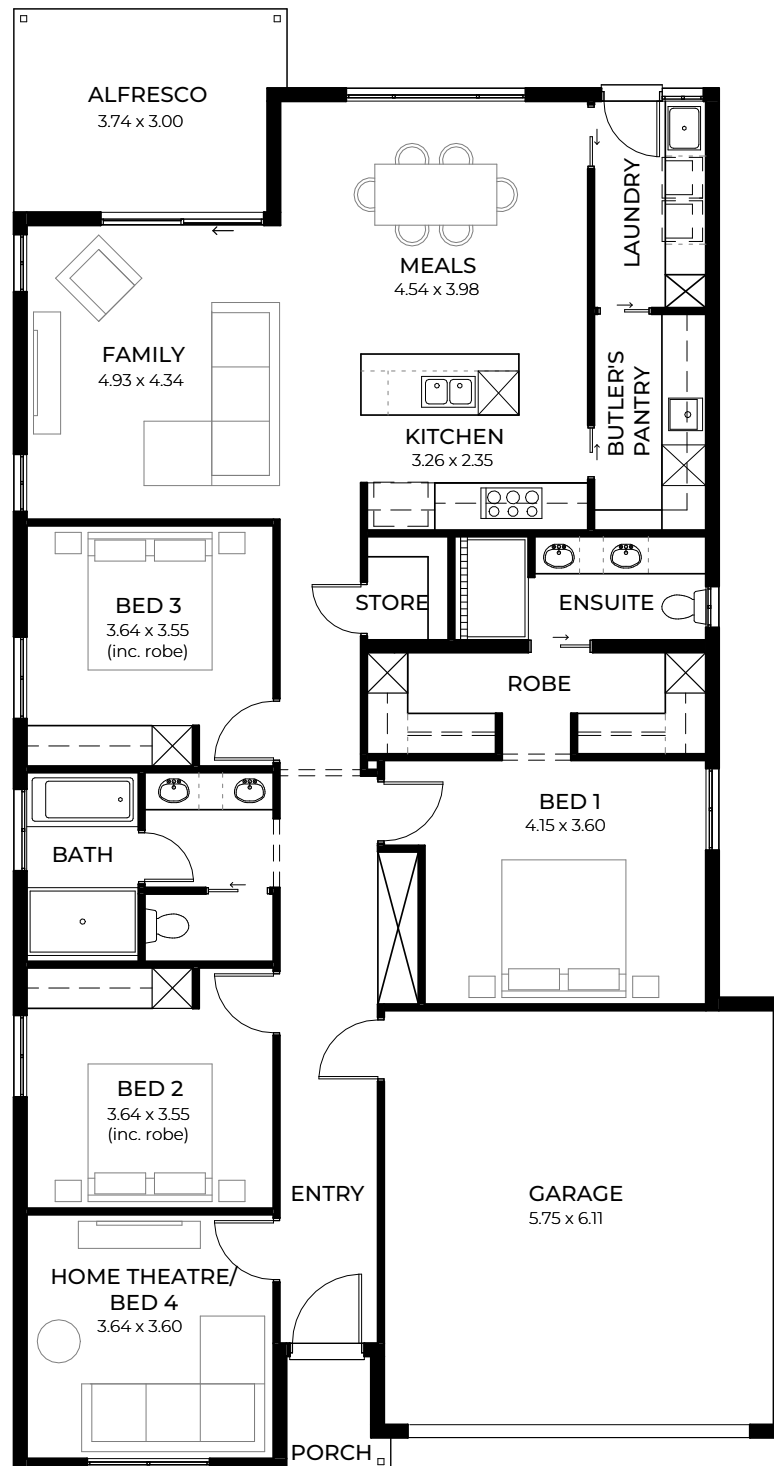 ALFRESCO
3.74 x 3.00
LAUNDRY
MEALS
4.54 x 3.98
FAMILY
4.93 x 4.34
BUTLER'S
PANTRY
KITCHEN
3.26 x 2.35
BED 3
3.64 x 3.55
(inc. robe)
STORE
ENSUITE
ROBE
BED 1
4.15 x 3.60
BATH
BED 2
3.64 x 3.55
(inc. robe)
ENTRY
GARAGE
5.75 x 6.11
HOME THEATRE/
BED 4
3.64 x 3.60
PORCH